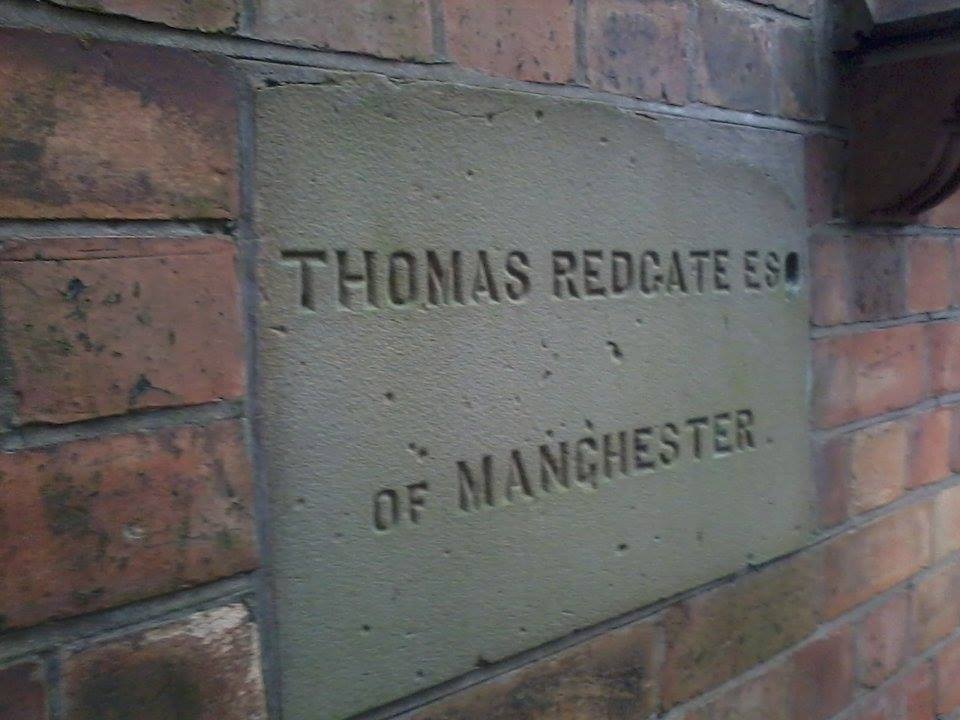 THOMAS REDGATE ESQ
OF MANCHESTER.